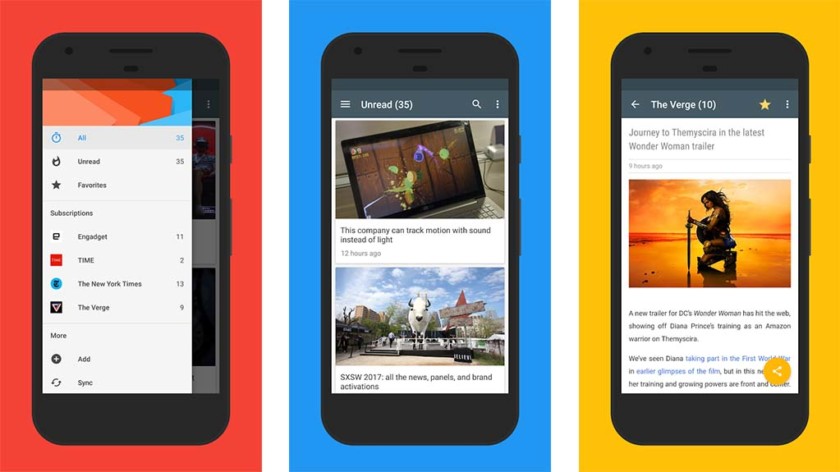 All 35
Unread 35
Favorites
Subscriptions
Engadget 11
TIME 2
The New York Times 13
The Verge 9
More
Add
Sync
Unread (35)
This company can track motion with sound
instead of light
12 hours ago
SXSW 2017: all the news, panels, and brand
activations
The Verge (10)
Journey to Themyscira in the latest
Wonder Woman trailer
9 hours ago
A new trailer for DC's Wonder Woman has hit the web,
showing off Diana Prince's training as an Amazon
warrior on Themyscira.
We've seen Diana taking part in the First World War
in earlier glimpses of the film, but in this
her training and growing powers are front and center.